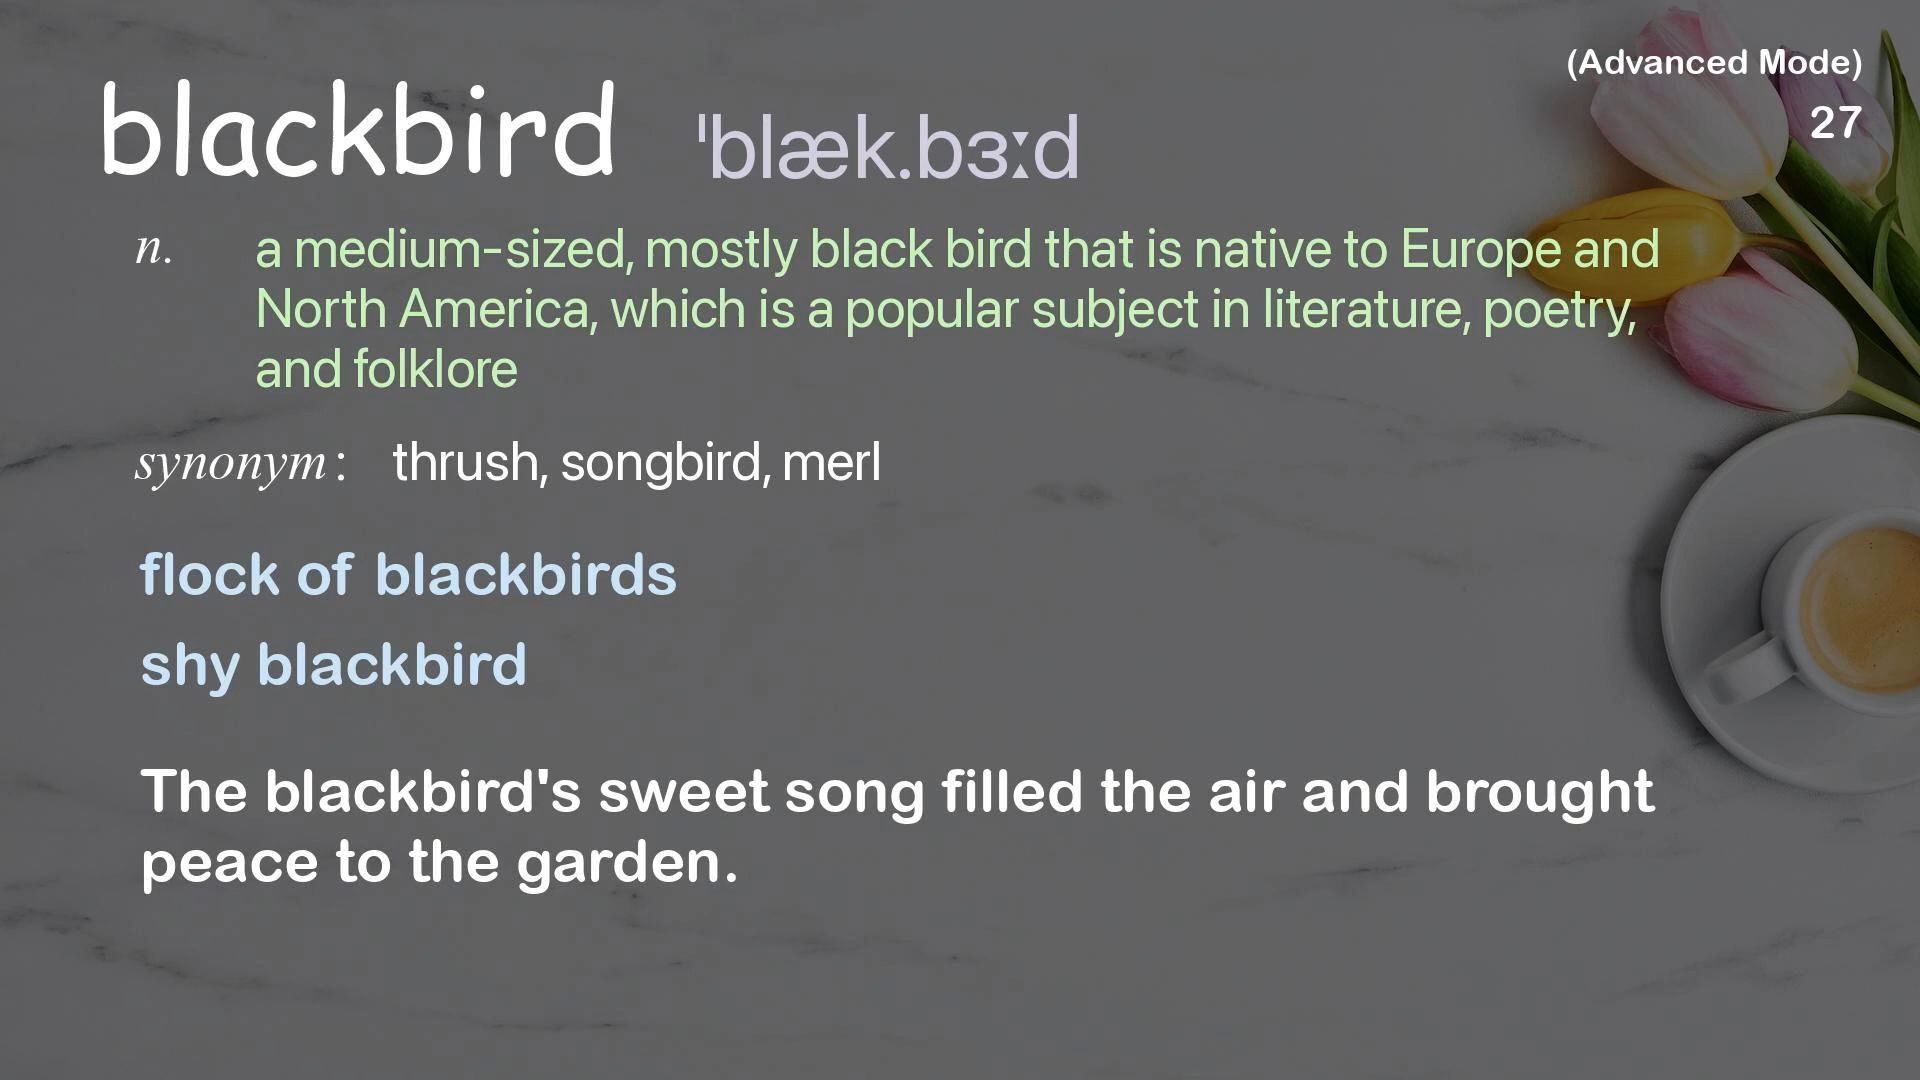 (Advanced Mode)
27
blackbird ˈblæk.bɜːd
n. a medium-sized, mostly black bird that is native to Europe and
North America, which is a popular subject in literature, poetry,
and folklore
synonym: thrush, songbird, merl
flock of blackbirds
shy blackbird
The blackbird's sweet song filled the air and brought
peace to the garden.